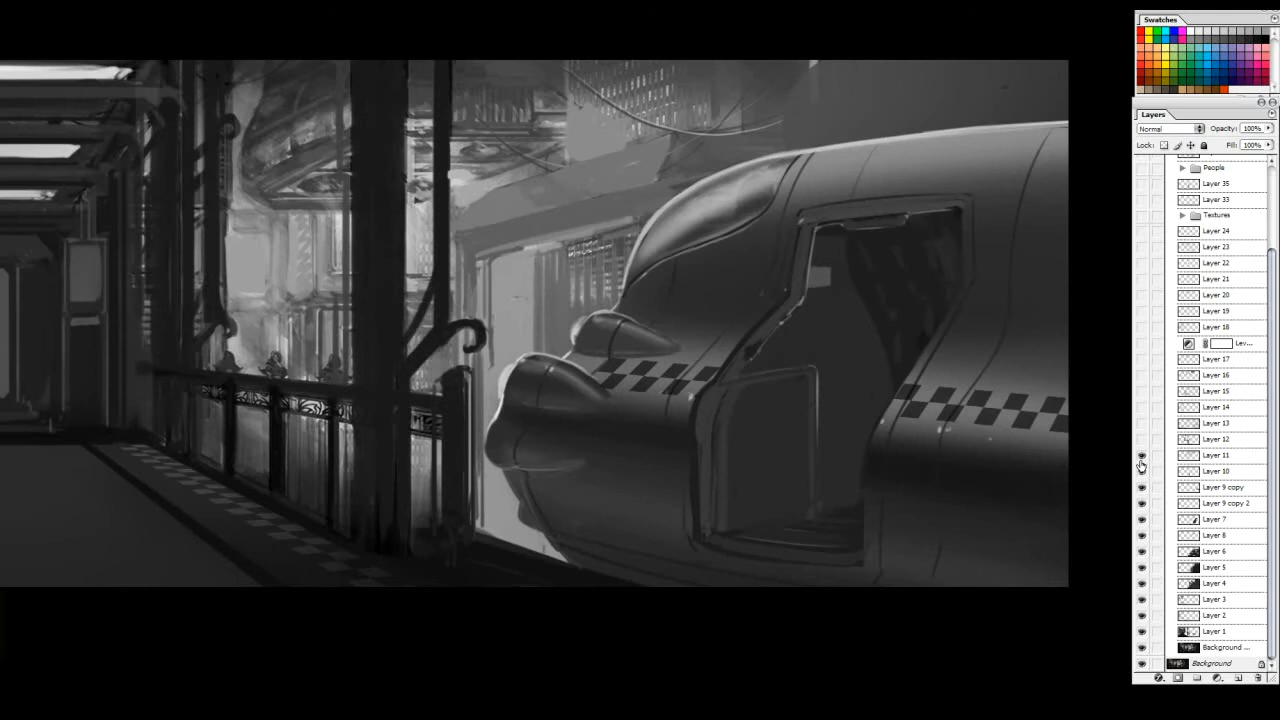 Swatches
Layers
Normal Opacity: 100%
Lock: Fill: 100%
People
Layer 35
Layer 33
Textures
Layer 24
Layer 23
Layer 22
Layer 21
Layer 20
Layer 19
Layer 18
Lev...
Layer 17
Layer 16
Layer 15
Layer 14
Layer 13
Layer 12
Layer 11
Layer 10
Layer 9 copy
Layer 9 copy 2
Layer 7
Layer 8
Layer 6
Layer 5
Layer 4
Layer 3
Layer 2
Layer 1
Background ...
Background